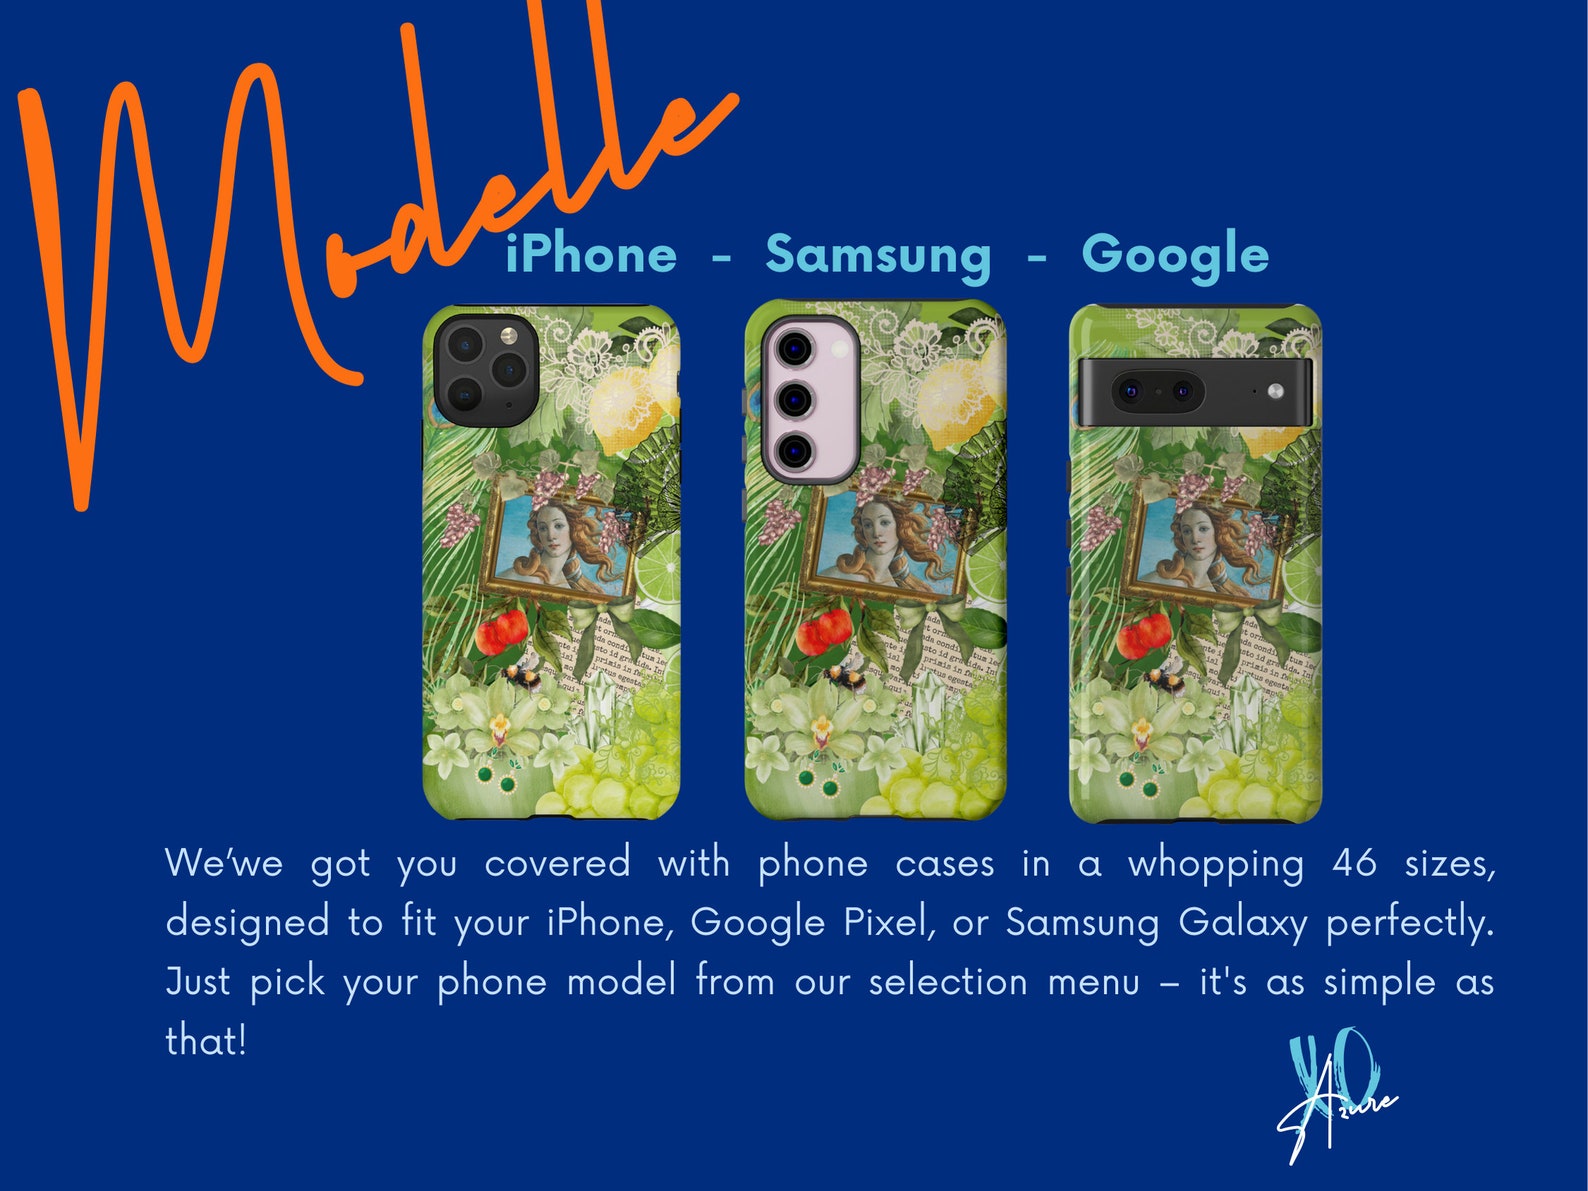 Modelle
iPhone - Samsung - Google
We’we got you covered with phone cases in a whopping 46 sizes,
designed to fit your iPhone, Google Pixel, or Samsung Galaxy perfectly.
Just pick your phone model from our selection menu – it's as simple as
that!
Azure